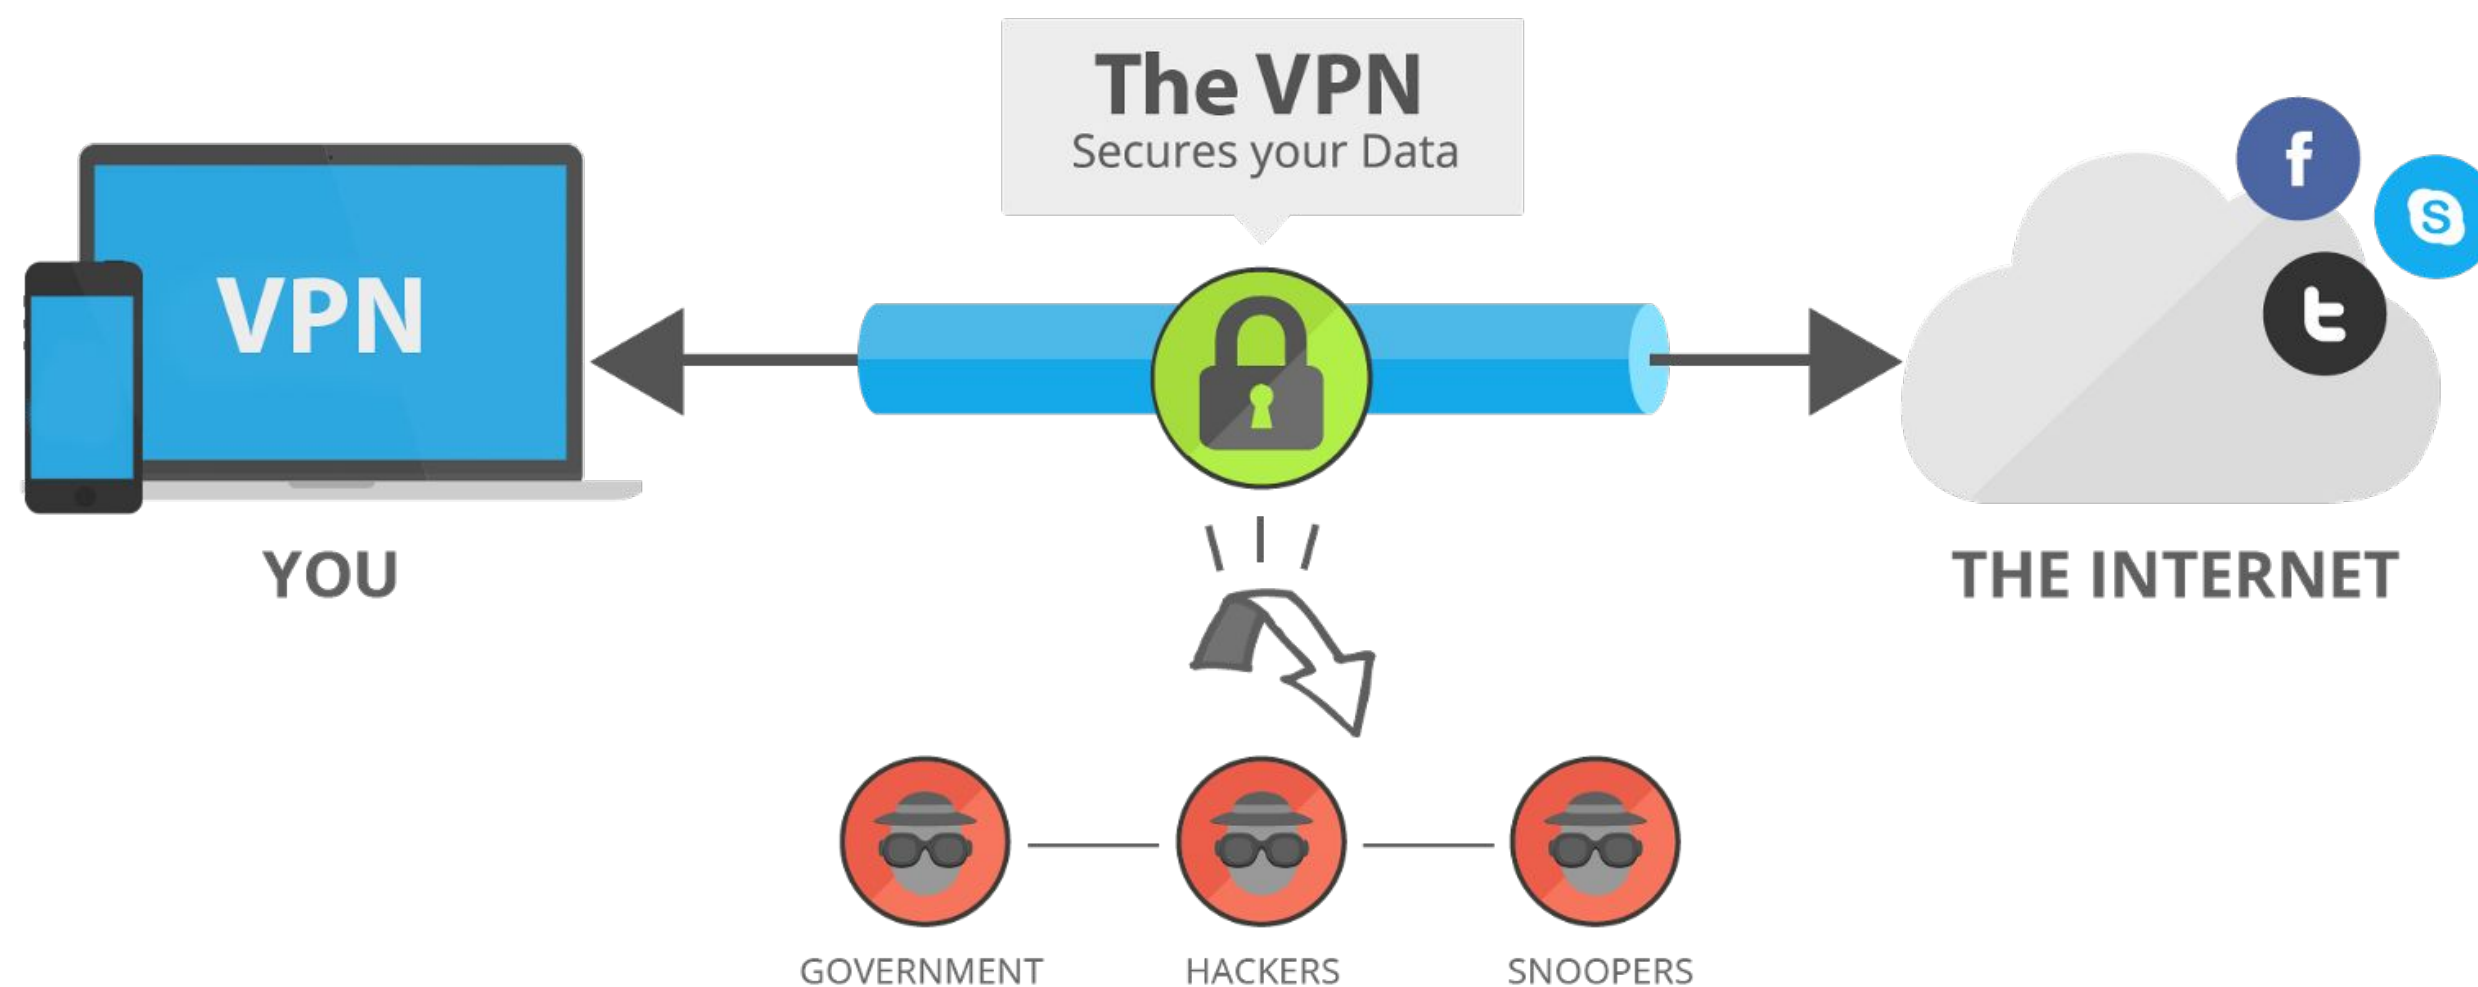 The VPN
Secures your Data
VPN
f
S
t
YOU
THE INTERNET
GOVERNMENT
HACKERS
SNOOPERS